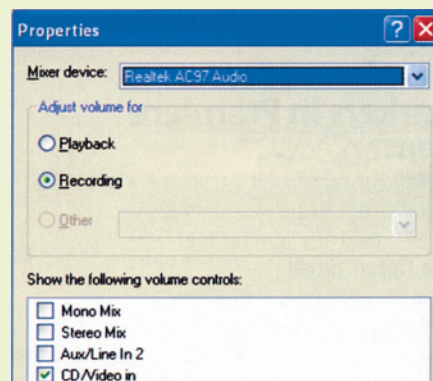 Properties
Mixer device: Realtek AC97 Audio
Adjust volume for
Playback
Recording
Other
Show the following volume controls:
Mono Mix
Stereo Mix
Aux/Line In 2
CD/Video in